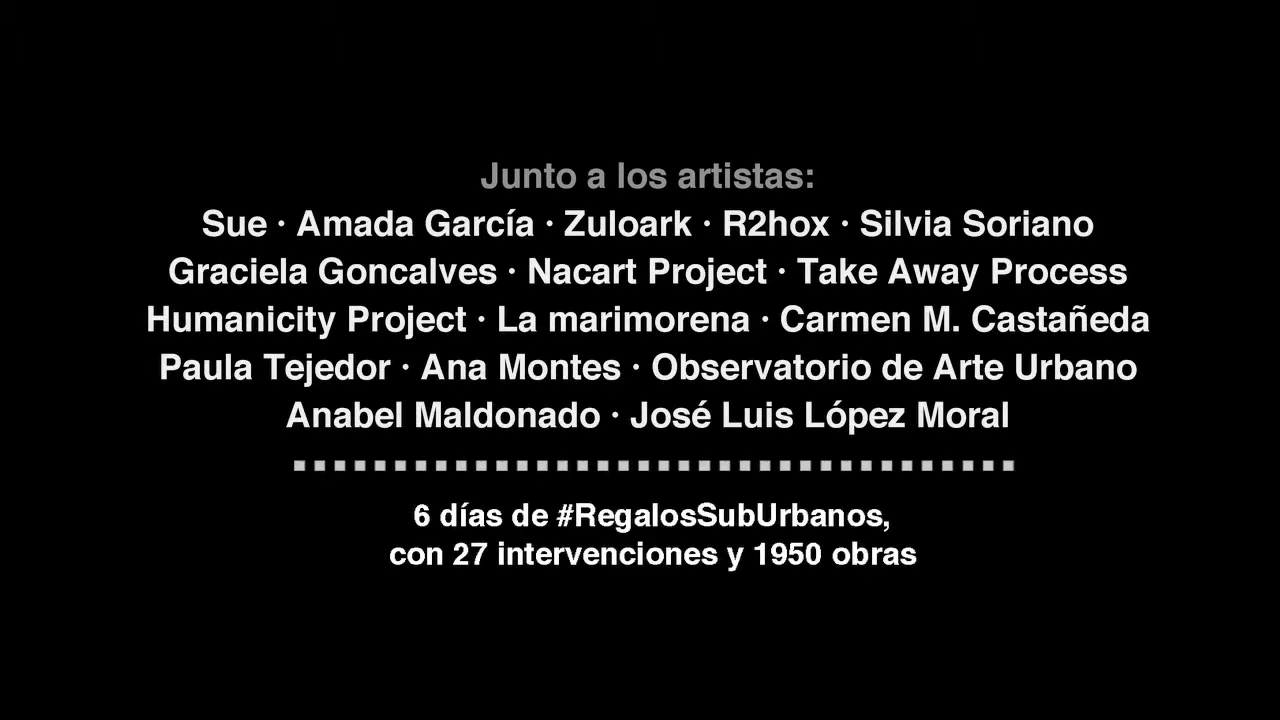 Junto a los artistas:
Sue · Amada García · Zuloark · R2hox · Silvia Soriano
Graciela Goncalves · Nacart Project · Take Away Process
Humanicity Project · La marimorena · Carmen M. Castañeda
Paula Tejedor · Ana Montes · Observatorio de Arte Urbano
Anabel Maldonado · José Luis López Moral
6 días de #RegalosSubUrbanos,
con 27 intervenciones y 1950 obras